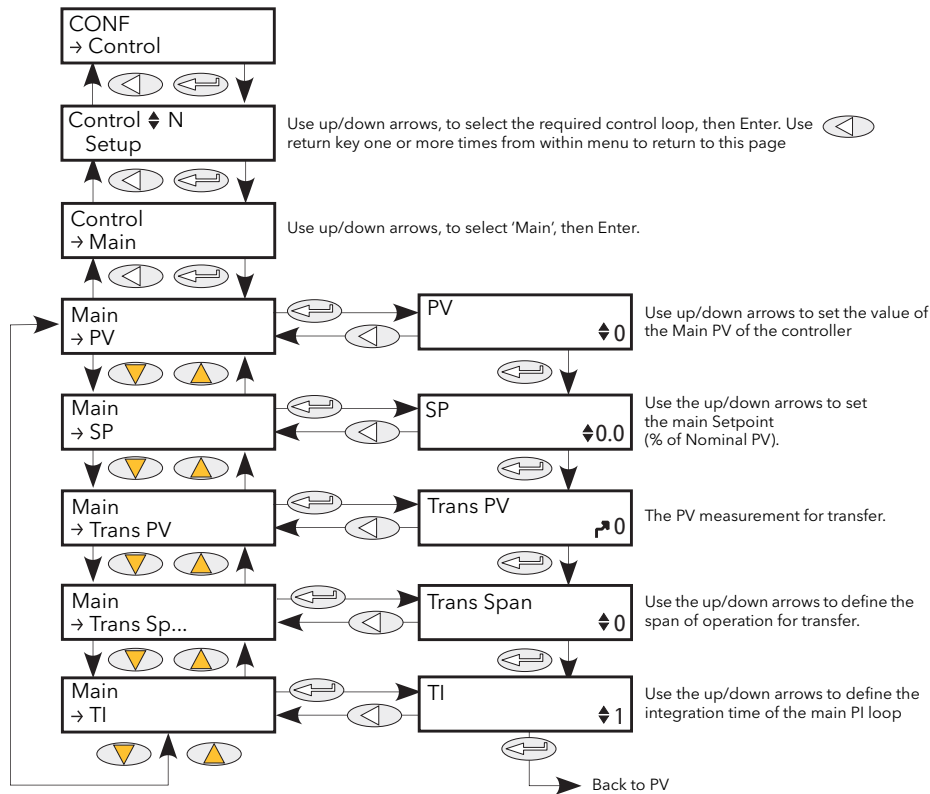 CONF
→ Control
Control N
Setup
Use up/down arrows, to select the required control loop, then Enter. Use
return key one or more times from within menu to return to this page
Control
→ Main
Use up/down arrows, to select 'Main', then Enter.
Main
→ PV
PV
0
Use up/down arrows to set the value of
the Main PV of the controller
Main
→ SP
SP
0.0
Use the up/down arrows to set
the main Setpoint
(% of Nominal PV).
Main
→ Trans PV
Trans PV
0
The PV measurement for transfer.
Main
→ Trans Sp...
Trans Span
0
Use the up/down arrows to define the
span of operation for transfer.
Main
→ TI
TI
1
Use the up/down arrows to define the
integration time of the main PI loop
Back to PV